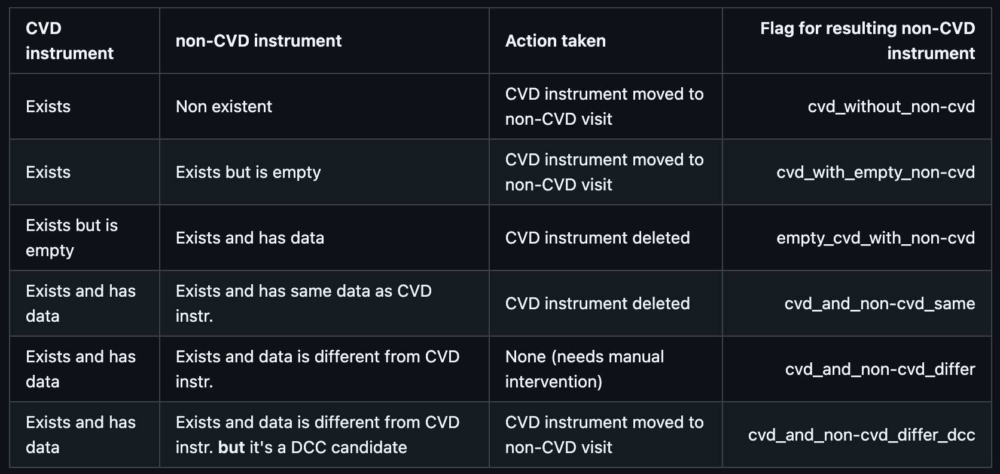 CVD
instrument
non-CVD instrument
Action taken
Flag for resulting non-CVD
instrument
Exists
Non existent
CVD instrument moved to
non-CVD visit
cvd_without_non-cvd
Exists
Exists but is empty
CVD instrument moved to
non-CVD visit
cvd_with_empty_non-cvd
Exists but is
empty
Exists and has data
CVD instrument deleted
empty_cvd_with_non-cvd
Exists and has
data
Exists and has same data as CVD
instr.
CVD instrument deleted
cvd_and_non-cvd_same
Exists and has
data
Exists and data is different from CVD
instr.
None (needs manual
intervention)
cvd_and_non-cvd_differ
Exists and has
data
Exists and data is different from CVD
instr. but it's a DCC candidate
CVD instrument moved to
non-CVD visit
cvd_and_non-cvd_differ_dcc